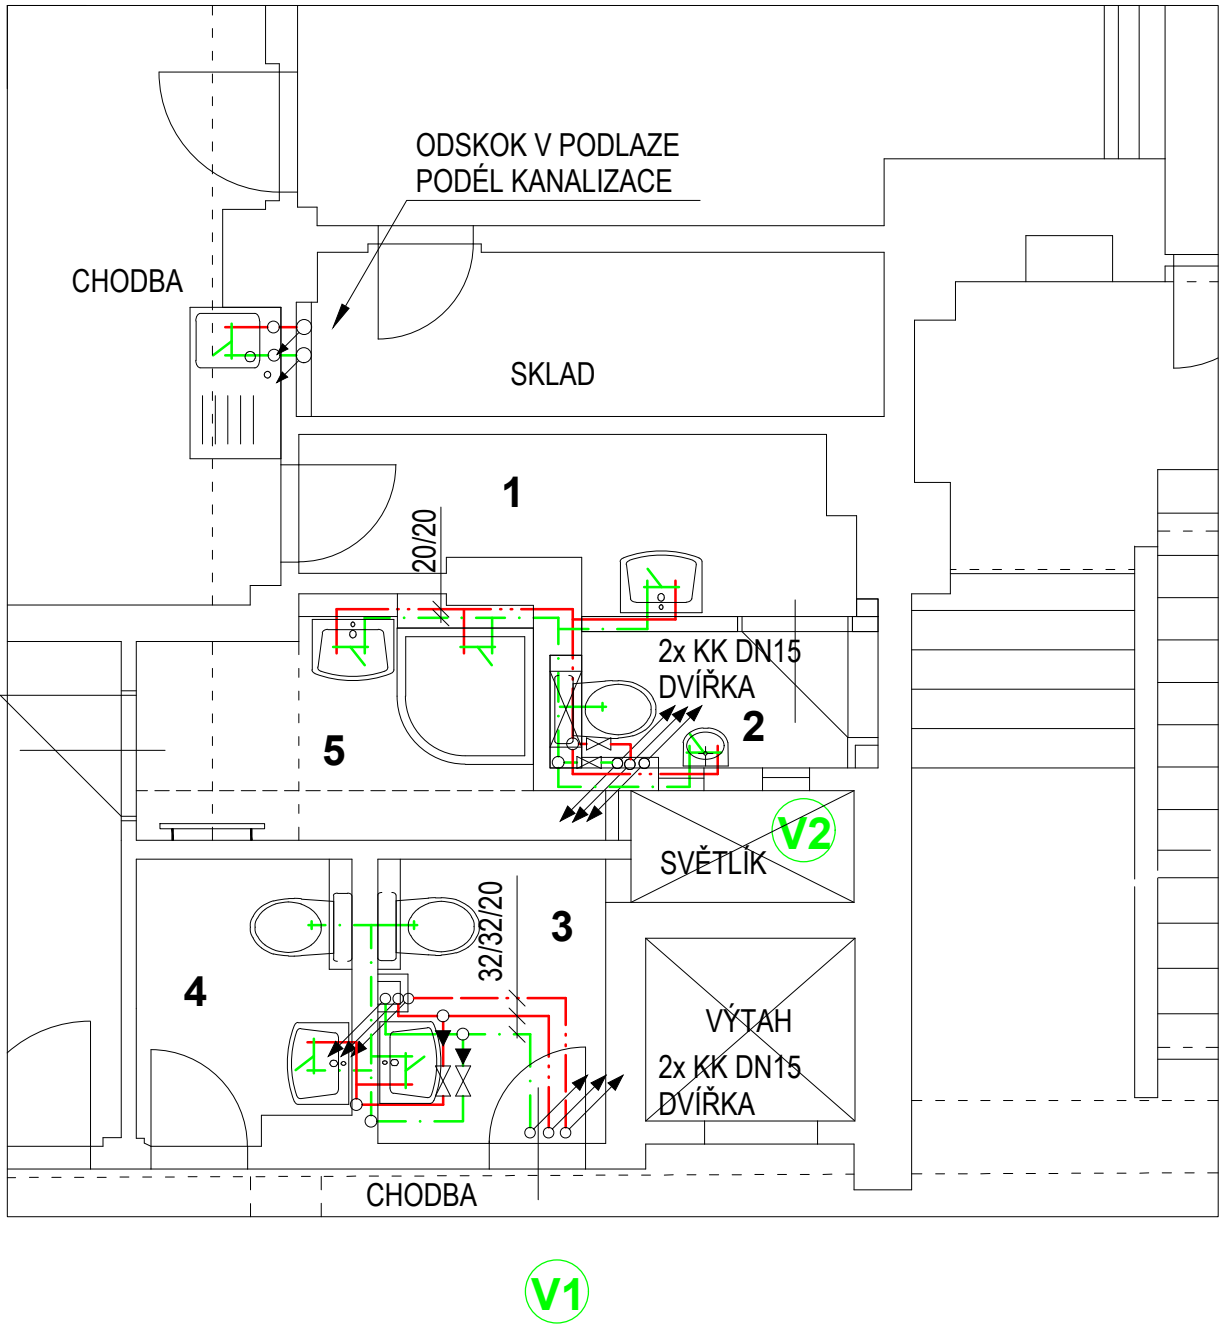 ODSKOK V PODLAZE
PODÉL KANALIZACE
CHODBA
SKLAD
1
20/20
2x KK DN15
DVÍŘKA
2
5
V2
SVĚTLÍK
32/32/20
3
4
VÝTAH
2x KK DN15
DVÍŘKA
CHODBA
V1